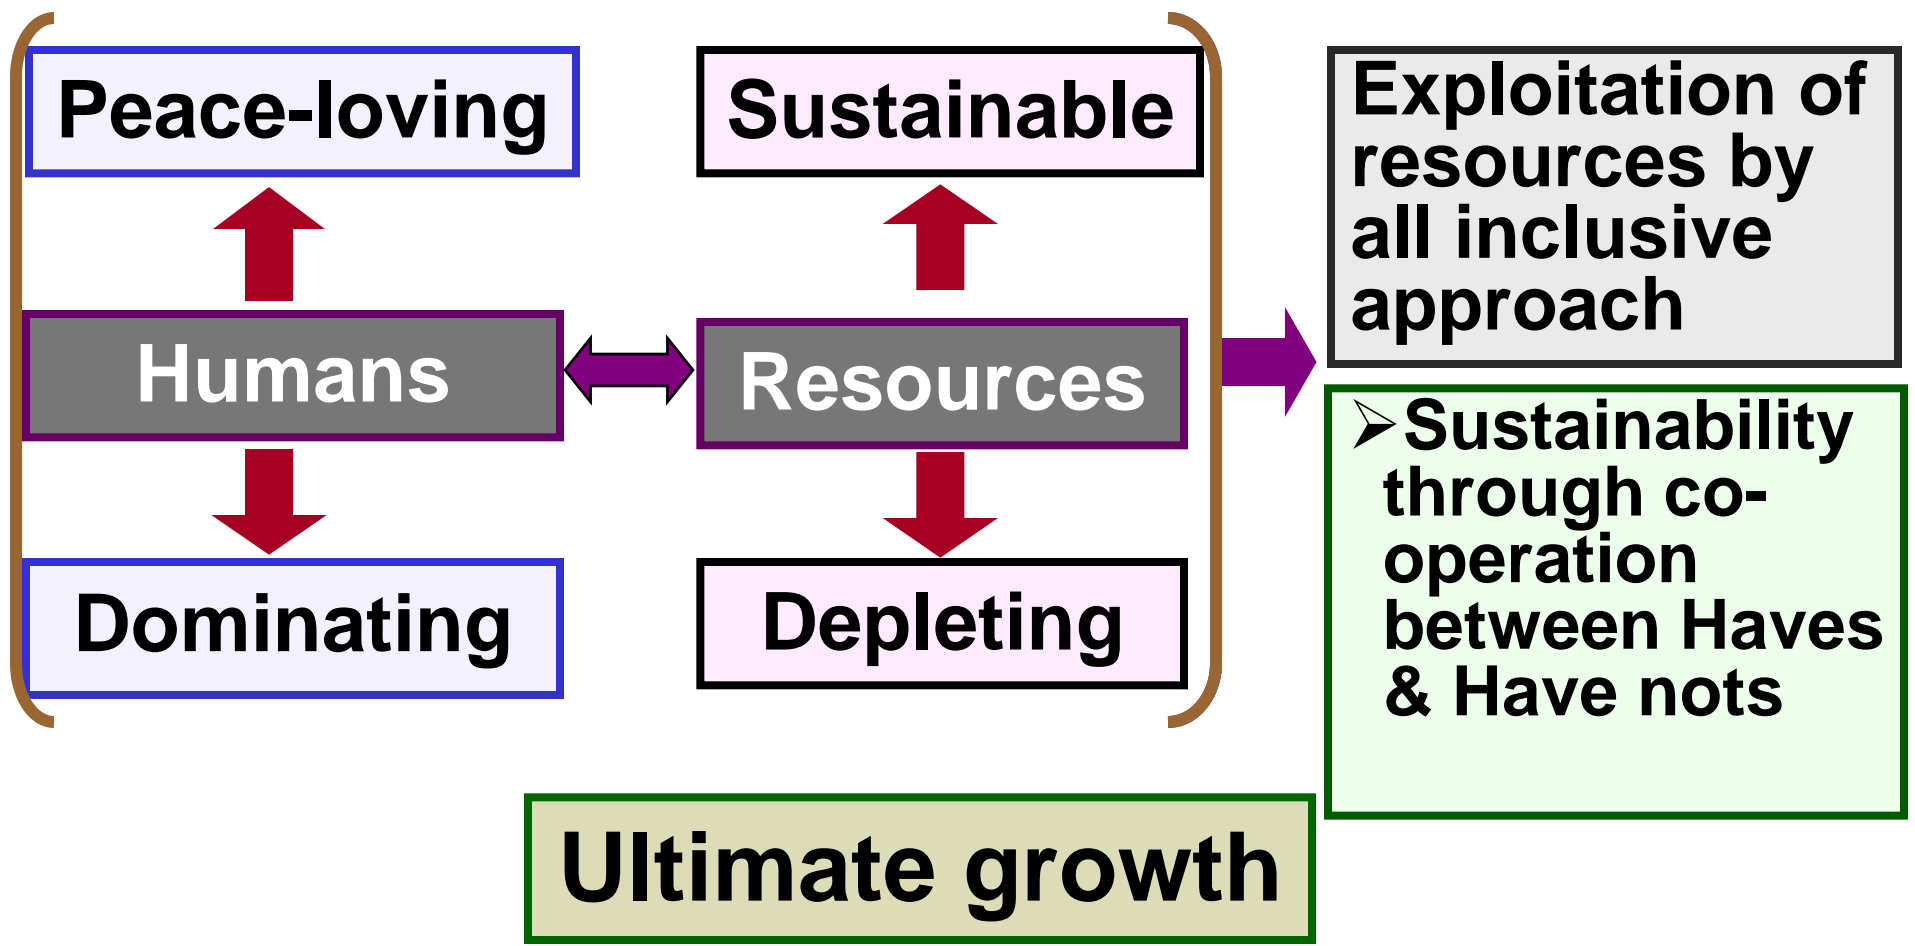 Peace-loving
Sustainable
Humans
Resources
Dominating
Depleting
Exploitation of
resources by
all inclusive
approach
➢Sustainability
through co-
operation
between Haves
& Have nots
Ultimate growth